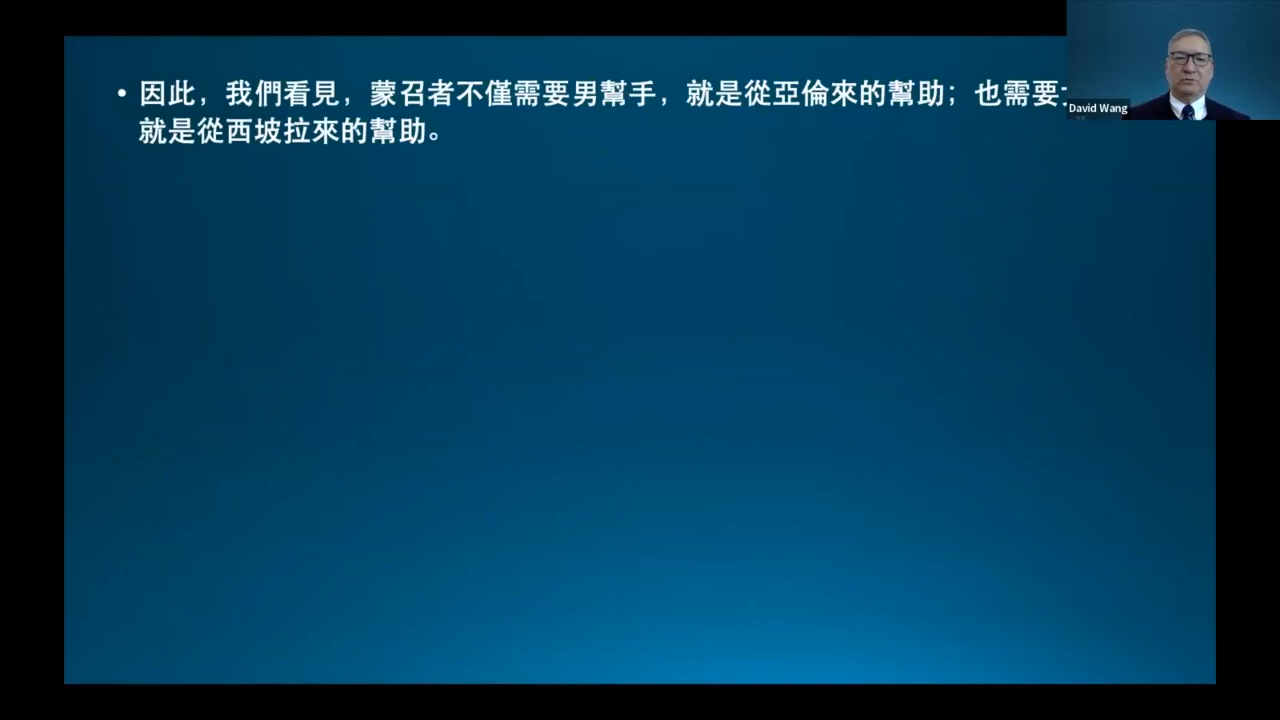 • 因此，我們看見，蒙召者不僅需要男幫手，就是從亞倫來的幫助；也需要
就是從西坡拉來的幫助。
David Wang